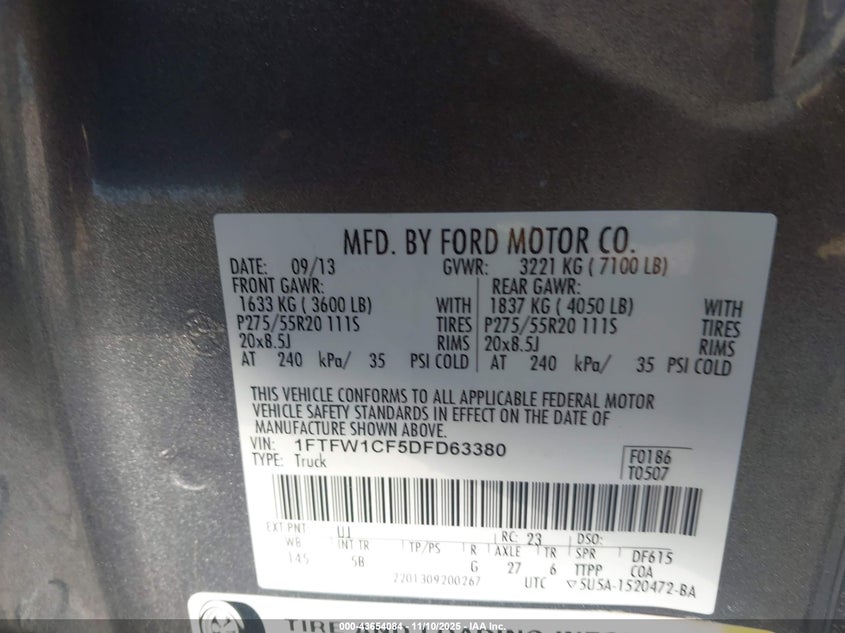 MFD. BY FORD MOTOR CO.
DATE: 09/13 GVWR: 3221 KG ( 7100 LB)
FRONT GAWR: REAR GAWR:
1633 KG ( 3600 LB) WITH 1837 KG ( 4050 LB) WITH
P275/55R20 111S TIRES P275/55R20 111S TIRES
20x8.5J RIMS 20x8.5J RIMS
AT 240 kPa/ 35 PSI COLD AT 240 kPa/ 35 PSI COLD
THIS VEHICLE CONFORMS TO ALL APPLICABLE FEDERAL MOTOR
VEHICLE SAFETY STANDARDS IN EFFECT ON THE DATE OF
MANUFACTURE SHOWN ABOVE.
VIN: 1FTFW1CF5DFD63380
TYPE: Truck
F0186
T0507
EXT PNT: UJ RC: 23 DSO:
WB INT TR TP/PS R AXLE TR SPR DF615
145 5B G 27 6 TTPP COA
2201309200267 UTC ▽5U5A-1520472-BA
TIRE AND LOADING INFO
000-43654084 - 11/10/2025 - IAA Inc.